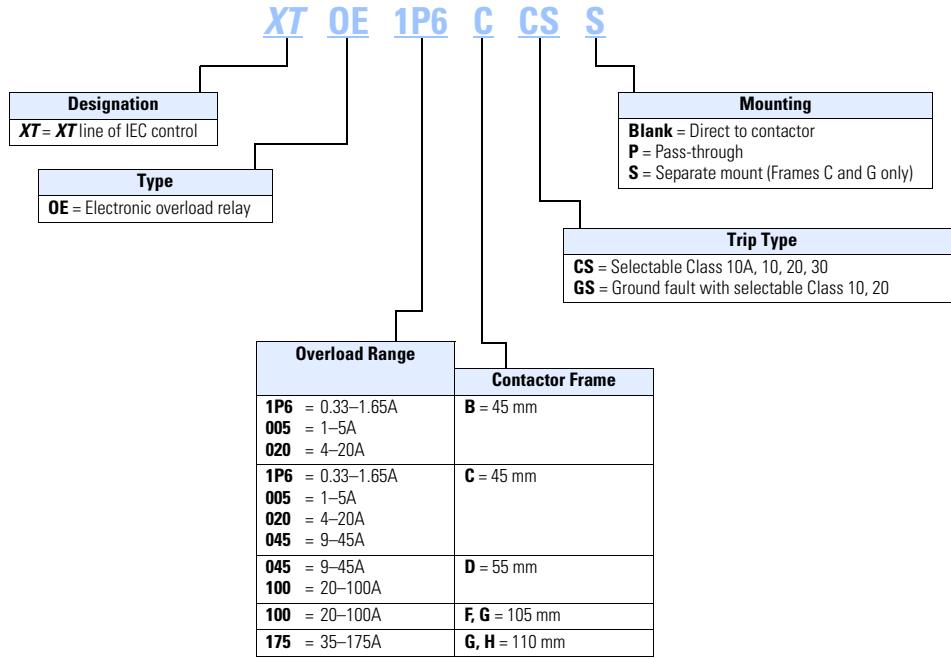 XT OE 1P6 C CS S
Designation
XT = XT line of IEC control
Type
OE = Electronic overload relay
Mounting
Blank = Direct to contactor
P = Pass-through
S = Separate mount (Frames C and G only)
Trip Type
CS = Selectable Class 10A, 10, 20, 30
GS = Ground fault with selectable Class 10, 20
Overload Range
Contactor Frame
1P6 = 0.33–1.65A B = 45 mm
005 = 1–5A
020 = 4–20A
1P6 = 0.33–1.65A C = 45 mm
005 = 1–5A
020 = 4–20A
045 = 9–45A
045 = 9–45A D = 55 mm
100 = 20–100A
100 = 20–100A F, G = 105 mm
175 = 35–175A G, H = 110 mm